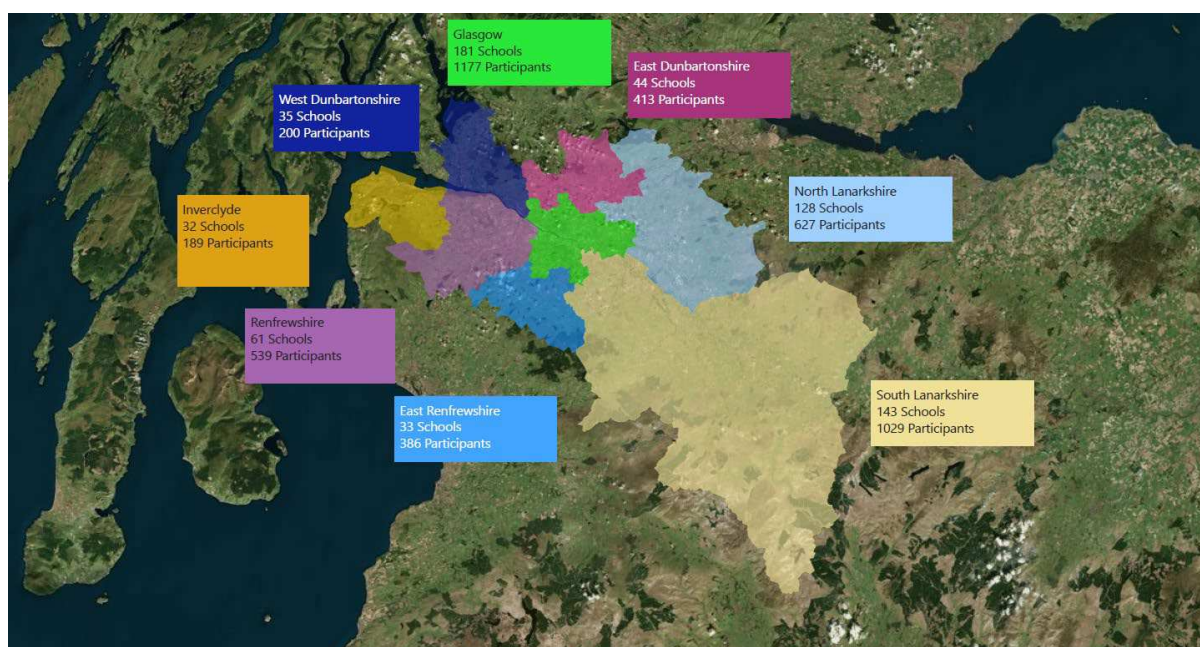 Glasgow
181 Schools
1177 Participants
East Dunbartonshire
44 Schools
413 Participants
West Dunbartonshire
35 Schools
200 Participants
North Lanarkshire
128 Schools
627 Participants
Inverclyde
32 Schools
189 Participants
Renfrewshire
61 Schools
539 Participants
South Lanarkshire
143 Schools
1029 Participants
East Renfrewshire
33 Schools
386 Participants